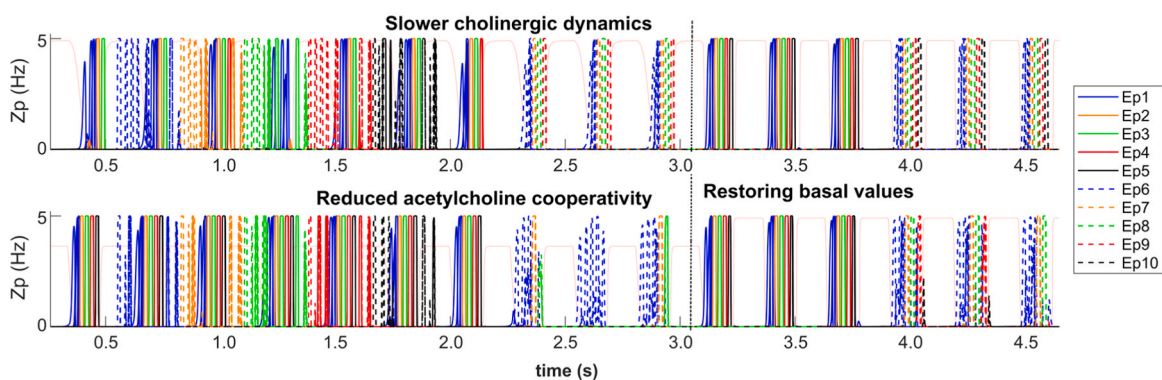 Slower cholinergic dynamics
Zp (Hz)
5
0
0.5 1.0 1.5 2.0 2.5 3.0 3.5 4.0 4.5
Reduced acetylcholine cooperativity
Restoring basal values
Zp (Hz)
5
0
0.5 1.0 1.5 2.0 2.5 3.0 3.5 4.0 4.5
time (s)
Ep1
Ep2
Ep3
Ep4
Ep5
Ep6
Ep7
Ep8
Ep9
Ep10